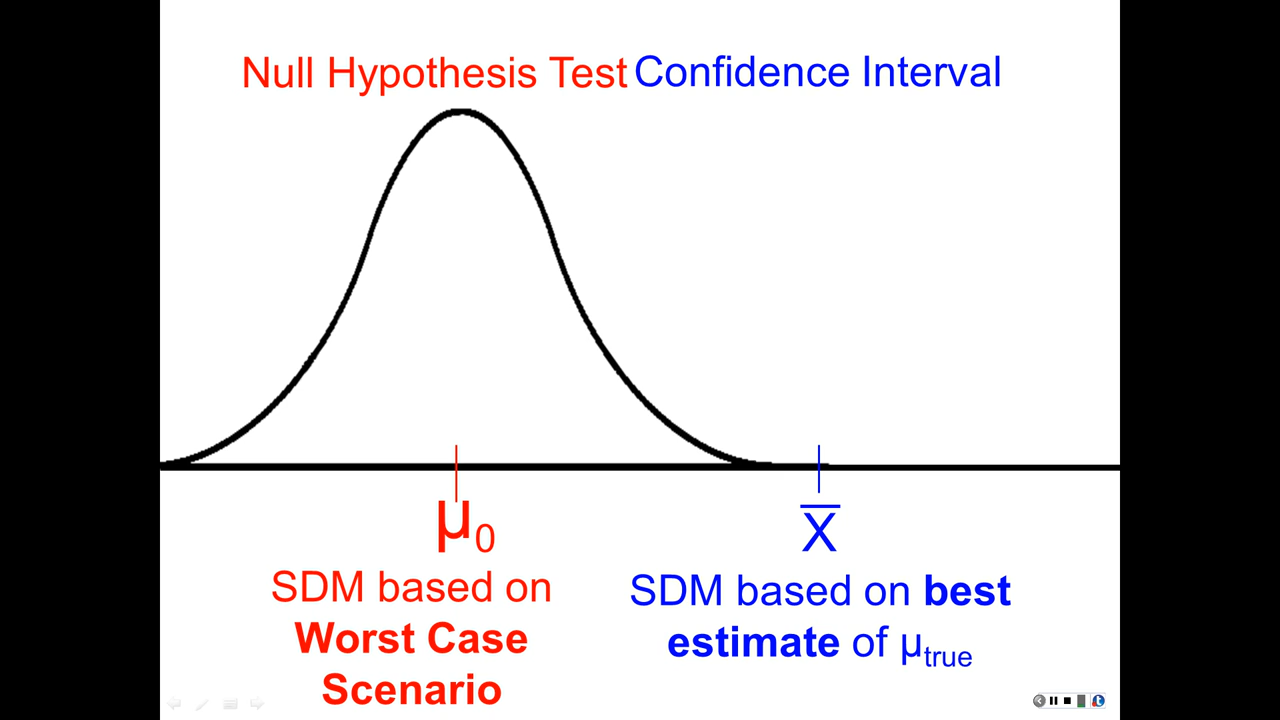 Null Hypothesis Test Confidence Interval
μ0
X̅
SDM based on
Worst Case
Scenario
SDM based on best
estimate of μtrue